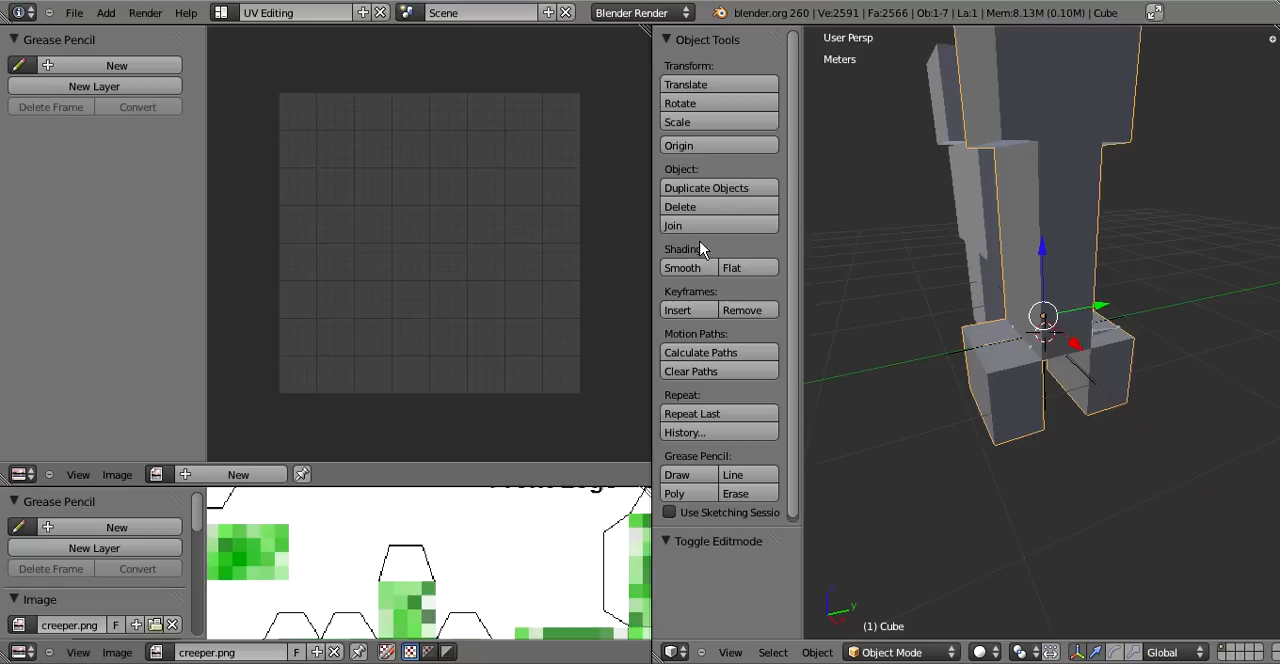 File Add Render Help UV Editing Scene Blender Render blender.org 260 | Ve:2591 | Fa:2566 | Ob:1-7 | La:1 | Mem:8.13M (0.10M) | Cube
Grease Pencil
New
New Layer
Delete Frame Convert
View Image New
Grease Pencil
New
New Layer
Delete Frame Convert
Image
creeper.png F
View Image creeper.png F
Object Tools
Transform:
Translate
Rotate
Scale
Origin
Object:
Duplicate Objects
Delete
Join
Shading
Smooth Flat
Keyframes:
Insert Remove
Motion Paths:
Calculate Paths
Clear Paths
Repeat:
Repeat Last
History...
Grease Pencil:
Draw Line
Poly Erase
Use Sketching Sessio
Toggle Editmode
User Persp
Meters
z
y
(1) Cube
View Select Object Object Mode Global